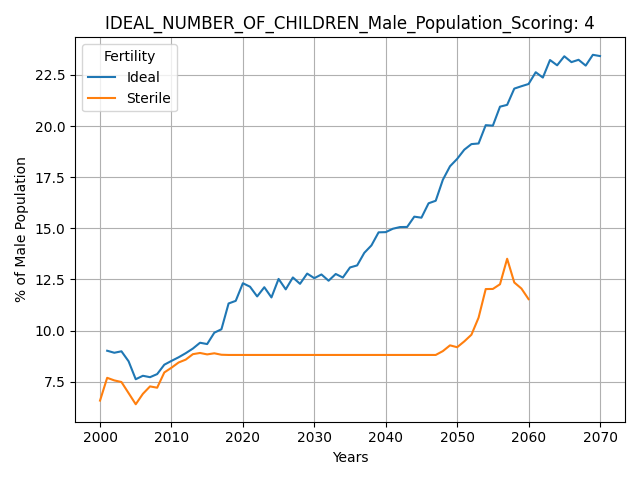 IDEAL_NUMBER_OF_CHILDREN_Male_Population_Scoring: 4
Fertility
Ideal
Sterile
% of Male Population
22.5
20.0
17.5
15.0
12.5
10.0
7.5
2000 2010 2020 2030 2040 2050 2060 2070
Years